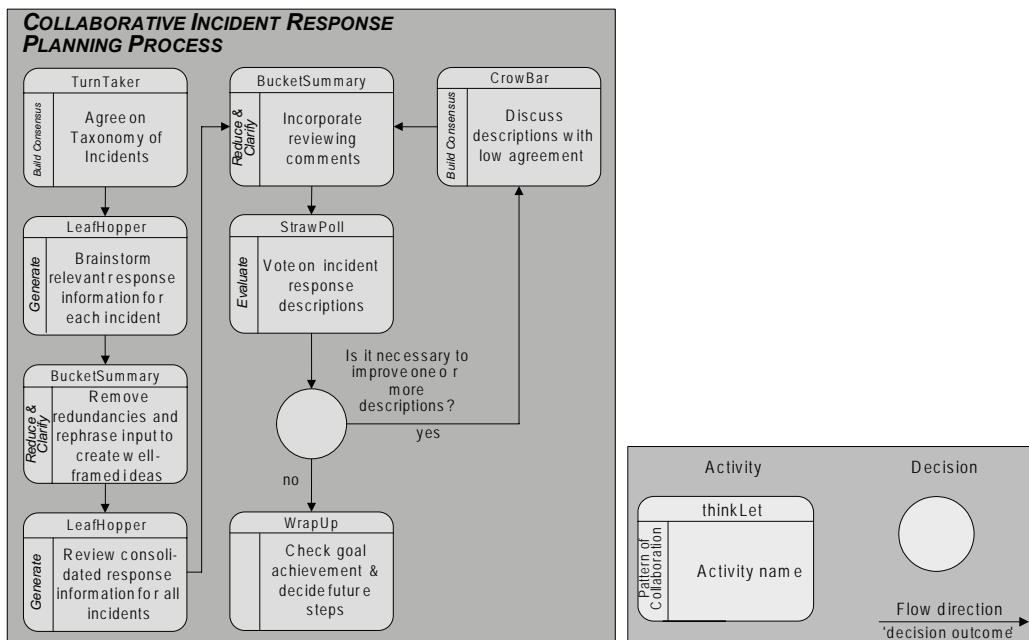 COLLABORATIVE INCIDENT RESPONSE
PLANNING PROCESS
TurnTaker
Build Consensus
Agree on
Taxonomy of
Incidents
LeafHopper
Generate
Brainstorm
relevant response
information for
each incident
BucketSummary
Reduce &
Clarify
Remove
redundancies and
rephrase input to
create well-
framed ideas
LeafHopper
Generate
Review consoli-
dated response
information for all
incidents
BucketSummary
Reduce &
Clarify
Incorporate
reviewing
comments
StrawPoll
Evaluate
Vote on incident
response
descriptions
Is it necessary to
improve one or
more
descriptions?
yes
no
WrapUp
Check goal
achievement &
decide future
steps
CrowBar
Build Consensus
Discuss
descriptions with
low agreement
Activity
Decision
thinkLet
Pattern of
Collaboration
Activity name
Flow direction
'decision outcome'